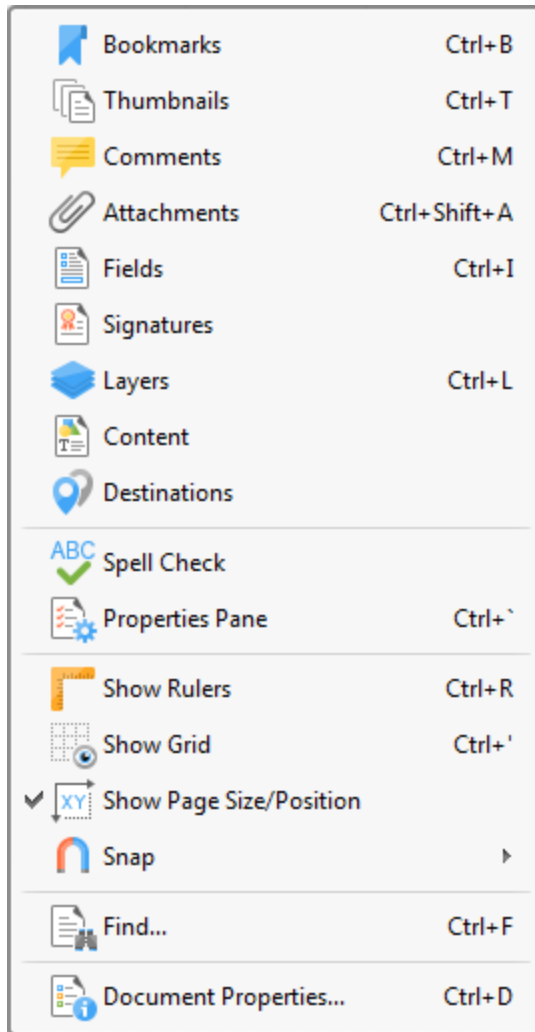 Bookmarks Ctrl+B
Thumbnails Ctrl+T
Comments Ctrl+M
Attachments Ctrl+Shift+A
Fields Ctrl+I
Signatures
Layers Ctrl+L
Content
Destinations
ABC Spell Check
Properties Pane Ctrl+`
Show Rulers Ctrl+R
Show Grid Ctrl+'
XY Show Page Size/Position
Snap
Find... Ctrl+F
Document Properties... Ctrl+D